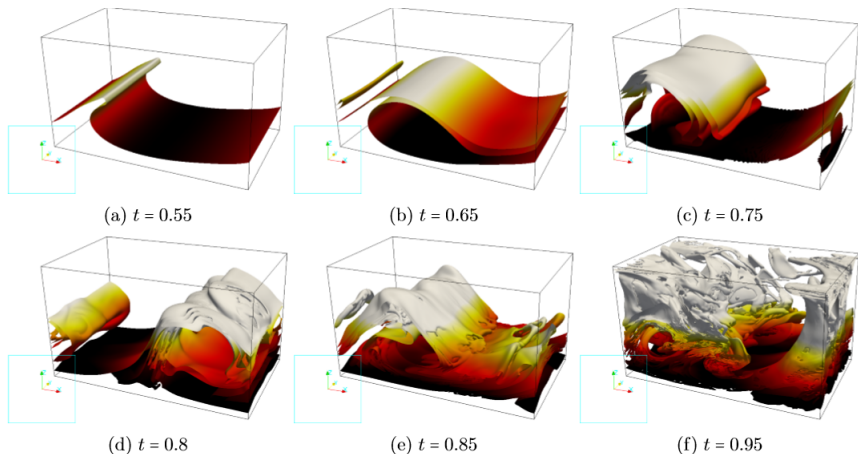 (a) t = 0.55
(b) t = 0.65
(c) t = 0.75
(d) t = 0.8
(e) t = 0.85
(f) t = 0.95